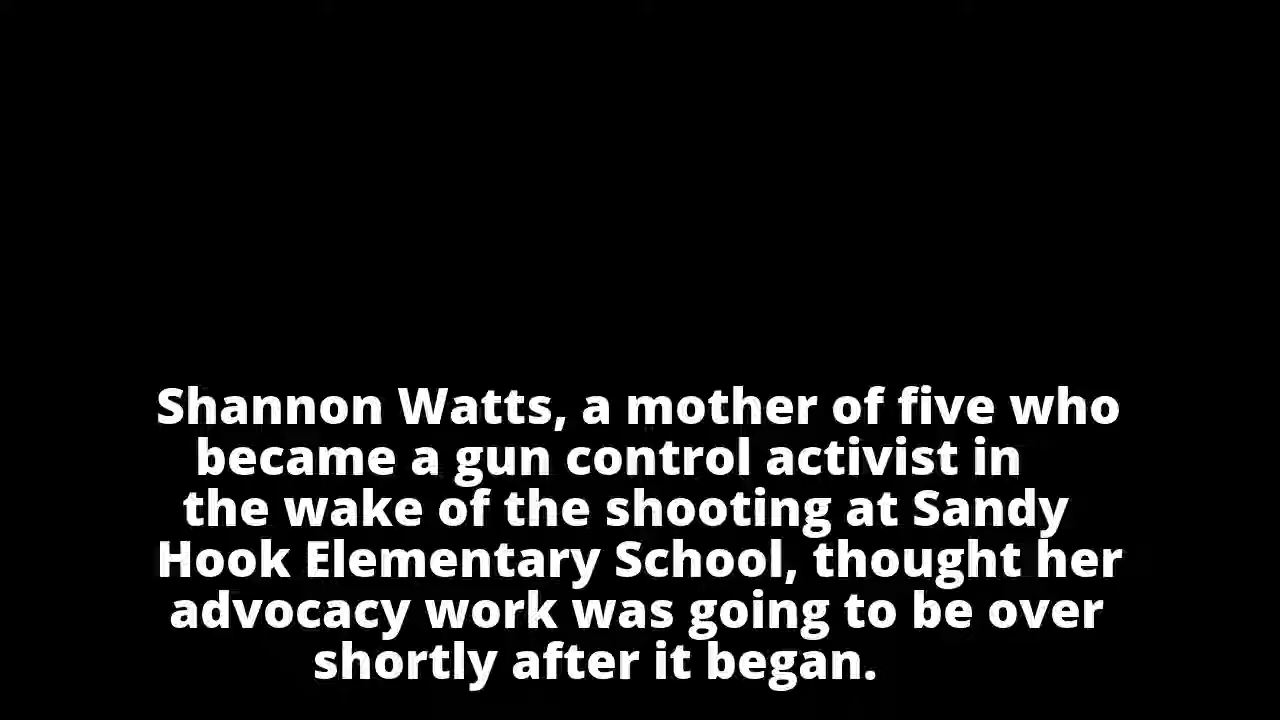 Shannon Watts, a mother of five who
became a gun control activist in
the wake of the shooting at Sandy
Hook Elementary School, thought her
advocacy work was going to be over
shortly after it began.